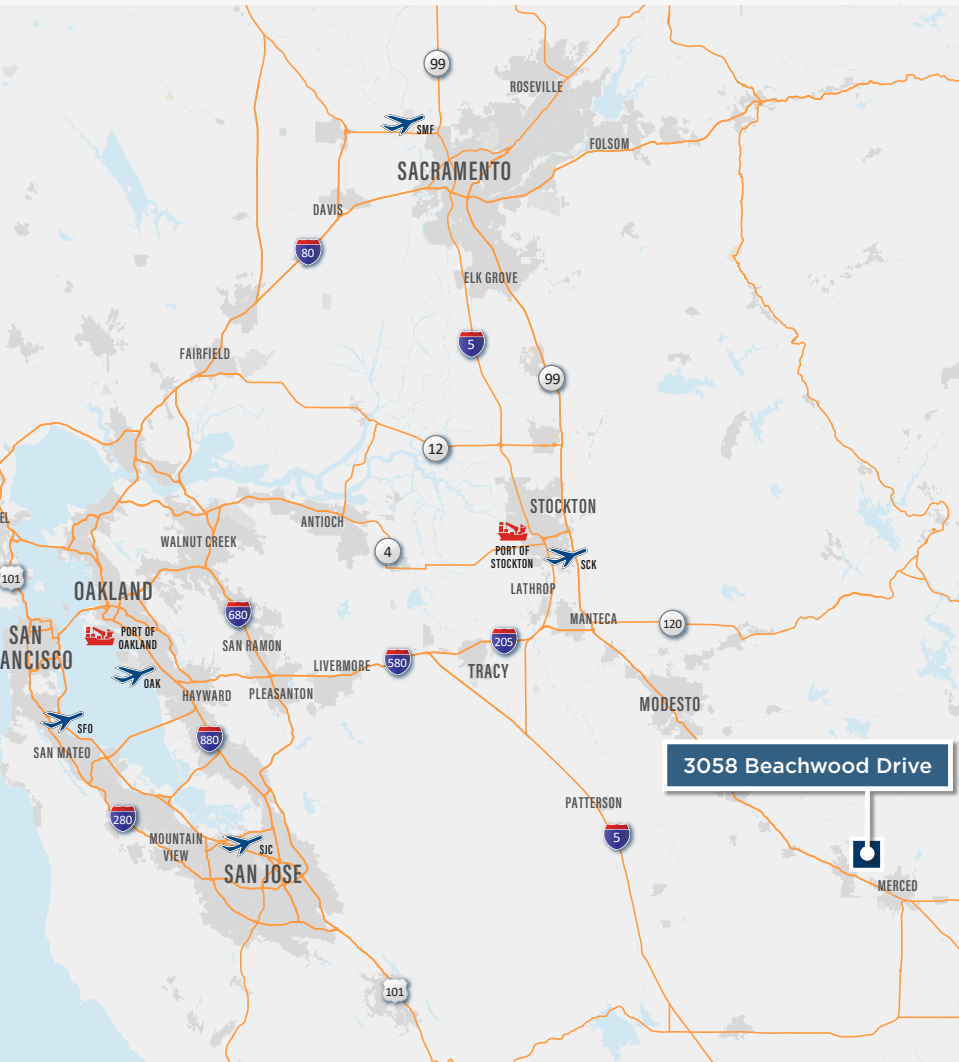 99
ROSEVILLE
SMF
FOLSOM
SACRAMENTO
DAVIS
80
ELK GROVE
5
FAIRFIELD
99
12
STOCKTON
EL
ANTIOCH
WALNUT CREEK
4
PORT OF
STOCKTON
SCK
101
OAKLAND
LATHROP
680
MANTECA
120
SAN
ANCISCO
PORT OF
OAKLAND
SAN RAMON
205
LIVERMORE
580
TRACY
OAK
HAYWARD
PLEASANTON
MODESTO
SFO
SAN MATEO
880
3058 Beachwood Drive
PATTERSON
280
5
MOUNTAIN
VIEW
SJC
SAN JOSE
MERCED
101